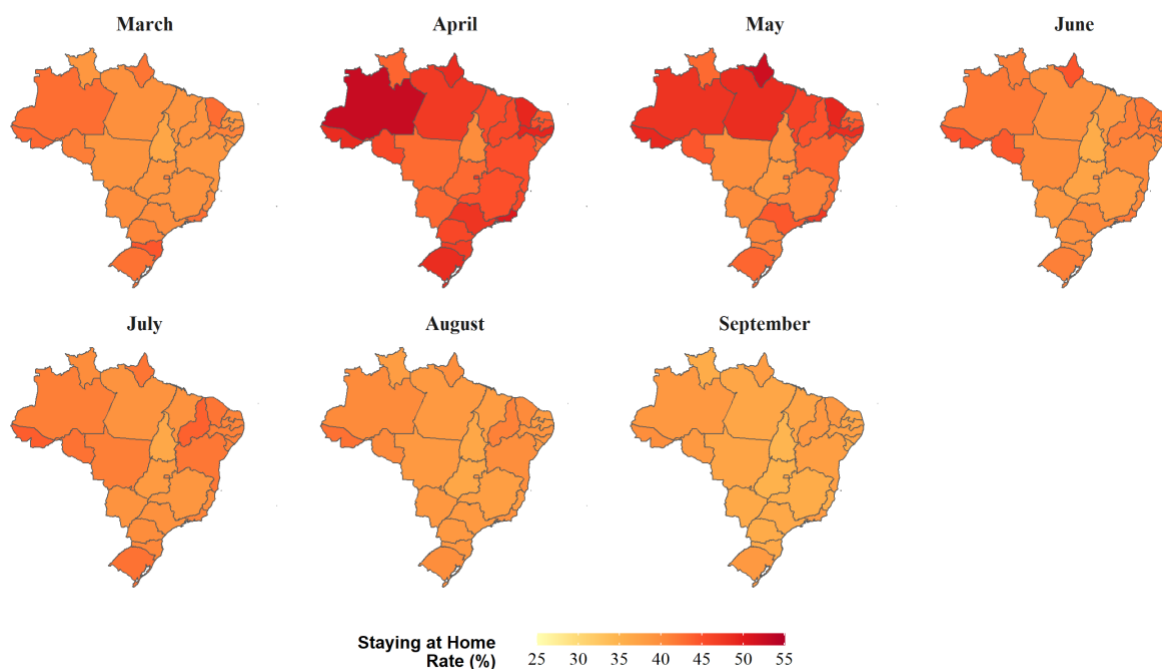 March
April
May
June
July
August
September
Staying at Home
Rate (%)
25 30 35 40 45 50 55